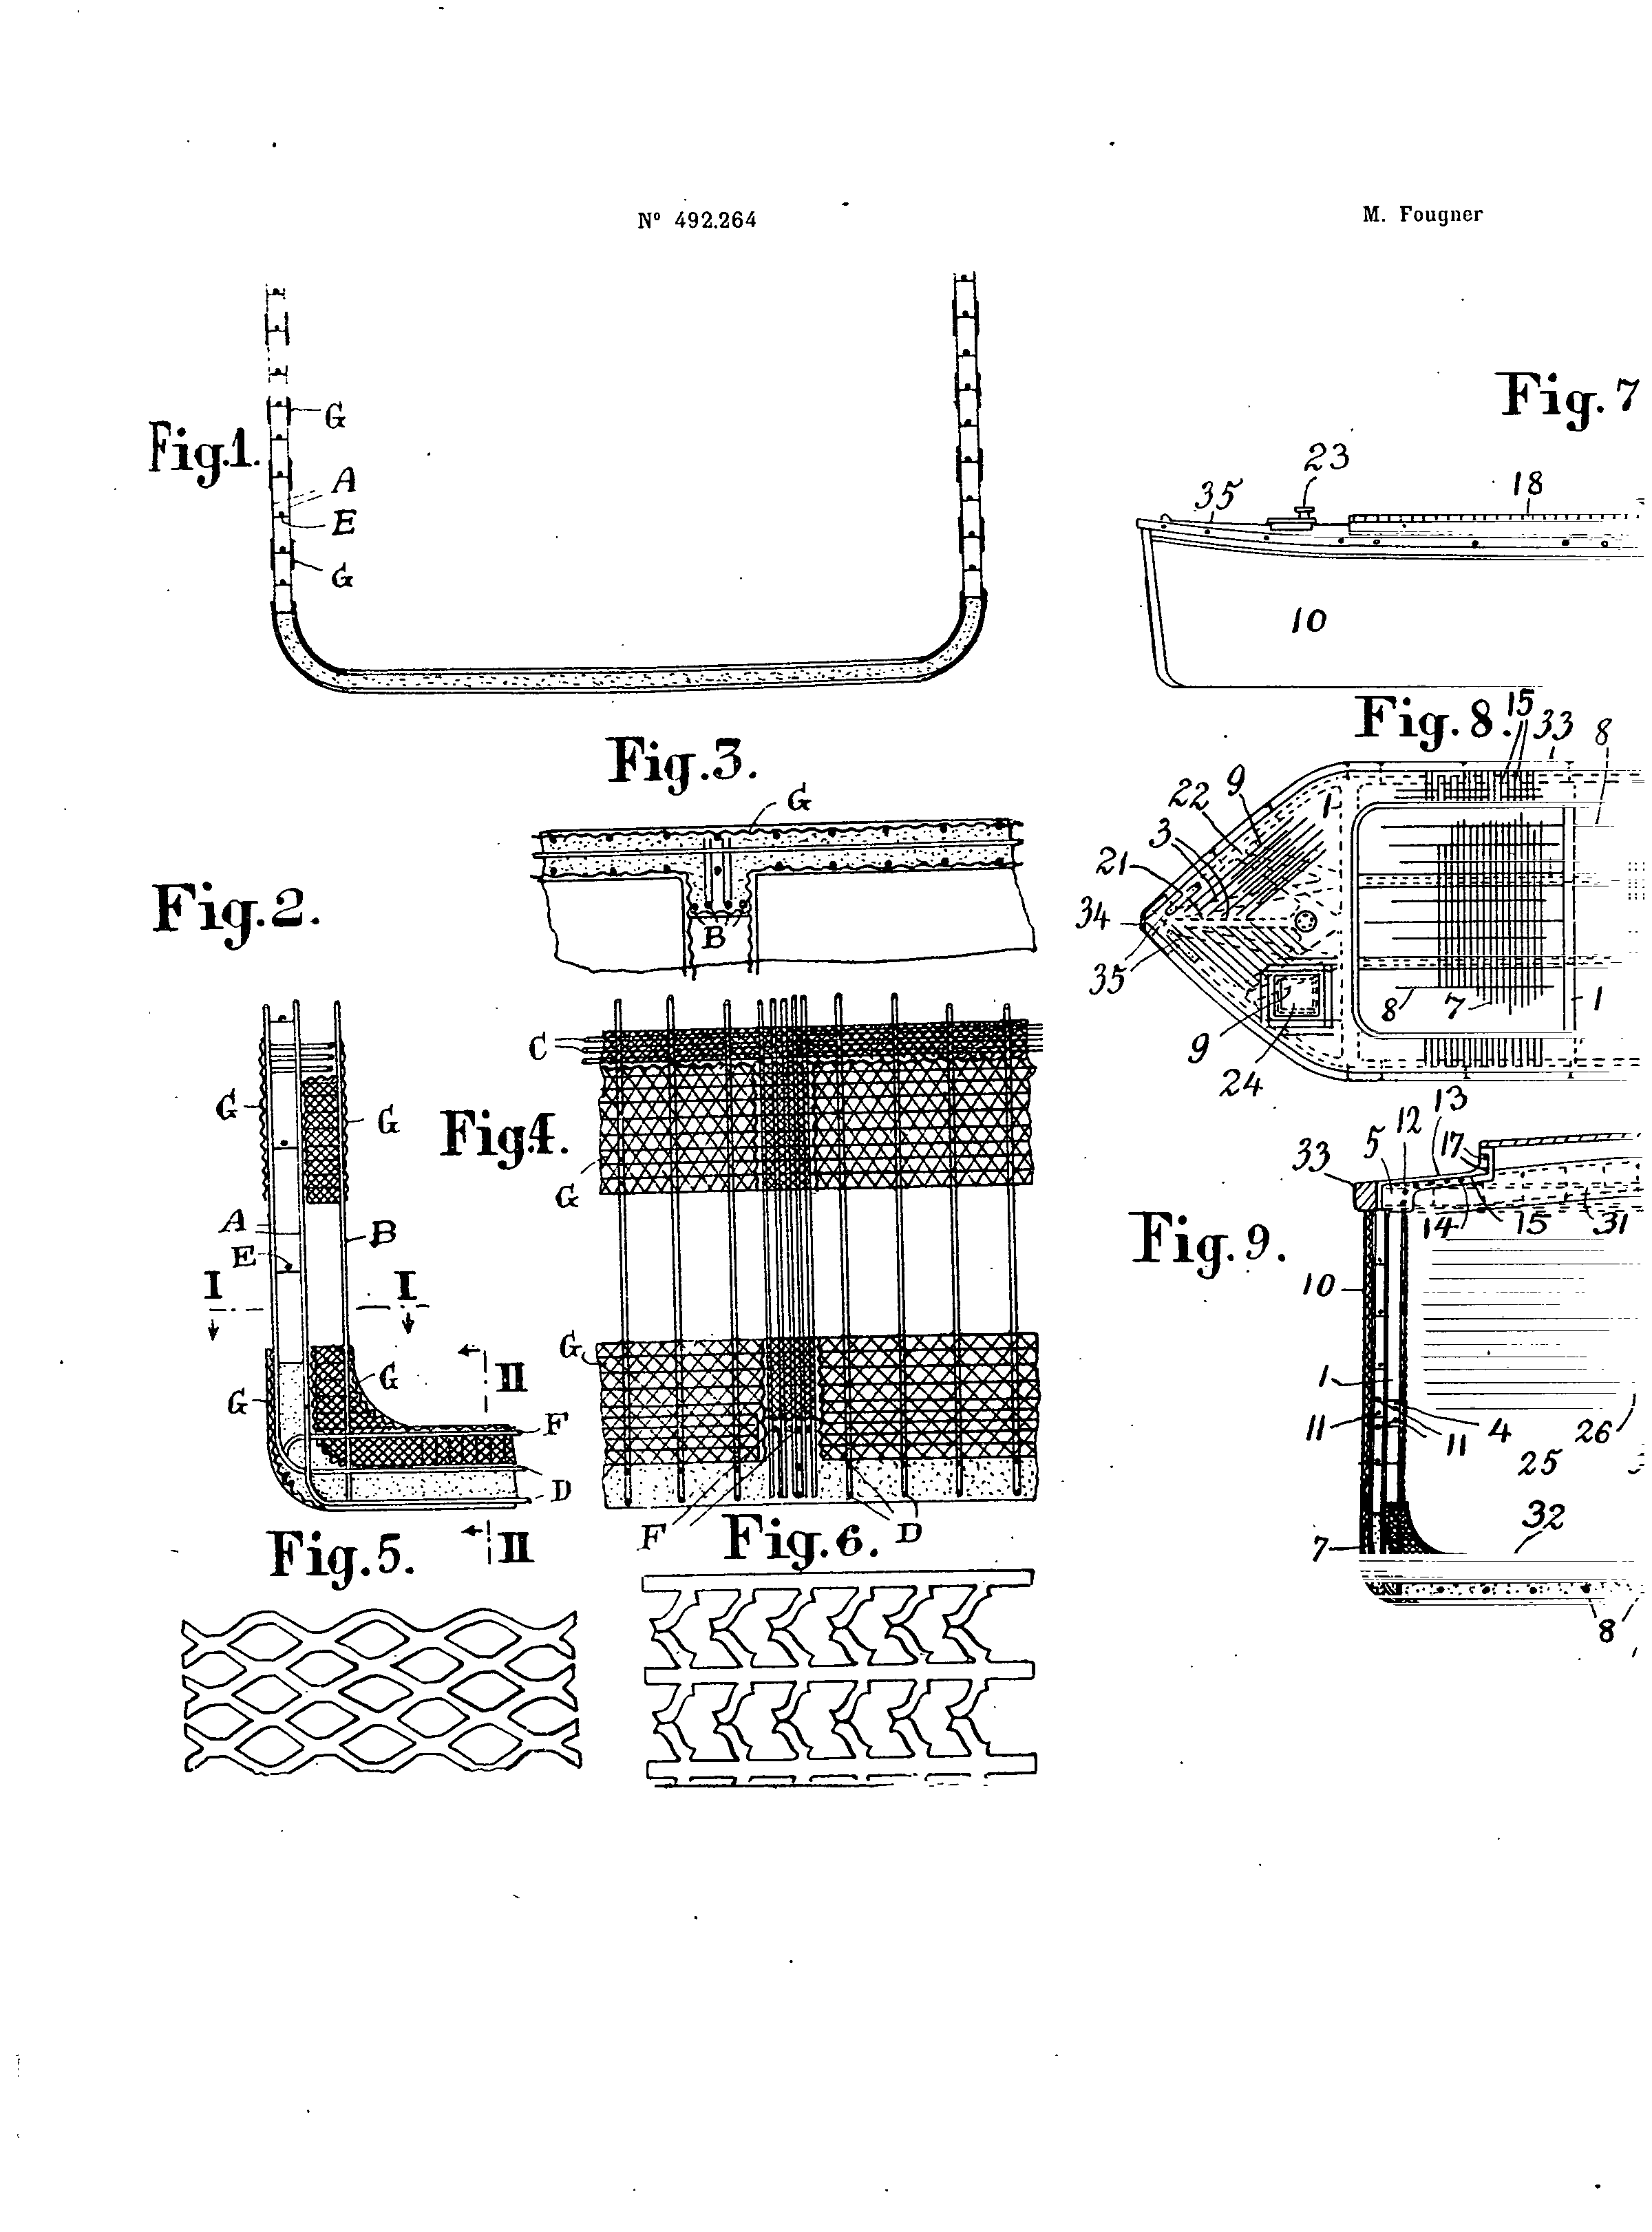 Nº 492.264
M. Fougner
Fig.1.
G
A
E
G
Fig.7
23
35
18
10
Fig.3.
G
B
Fig.8.
15
33
8
9
22
3
1
21
34
35
8
7
1
9
24
Fig.2.
G
G
A
B
E
I
I
G
G
II
F
D
II
Fig.4.
C
G
G
F
D
Fig.9.
13
12
5
17
33
14
15
31
10
1
11
4
11
26
25
32
7
8
Fig.5.
Fig.6.